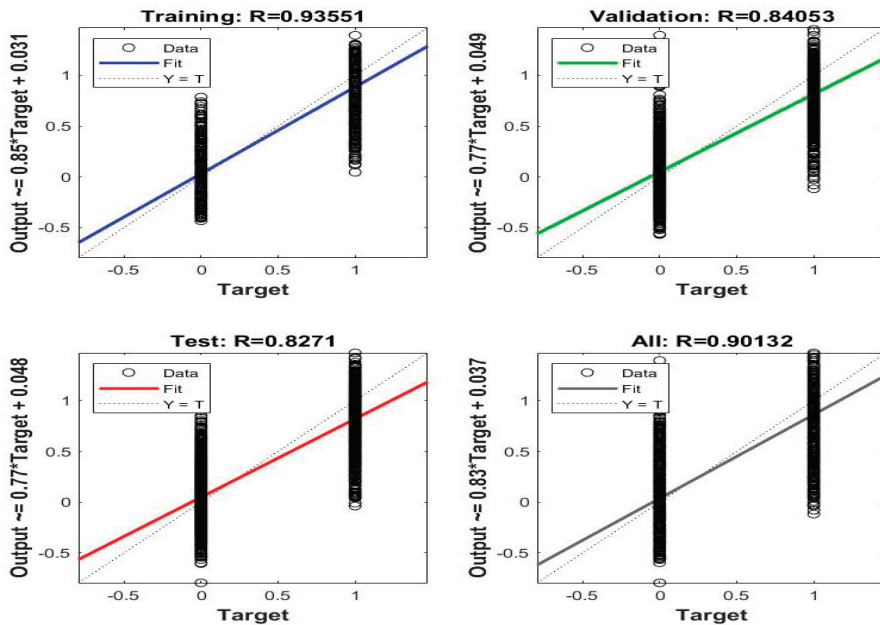 Training: R=0.93551
Output ~= 0.85*Target + 0.031
Data
Fit
Y = T
1
0.5
0
-0.5
-0.5
0
0.5
1
Target
Validation: R=0.84053
Output ~= 0.77*Target + 0.049
Data
Fit
Y = T
1
0.5
0
-0.5
-0.5
0
0.5
1
Target
Test: R=0.8271
Output ~= 0.77*Target + 0.048
Data
Fit
Y = T
1
0.5
0
-0.5
-0.5
0
0.5
1
Target
All: R=0.90132
Output ~= 0.83*Target + 0.037
Data
Fit
Y = T
1
0.5
0
-0.5
-0.5
0
0.5
1
Target